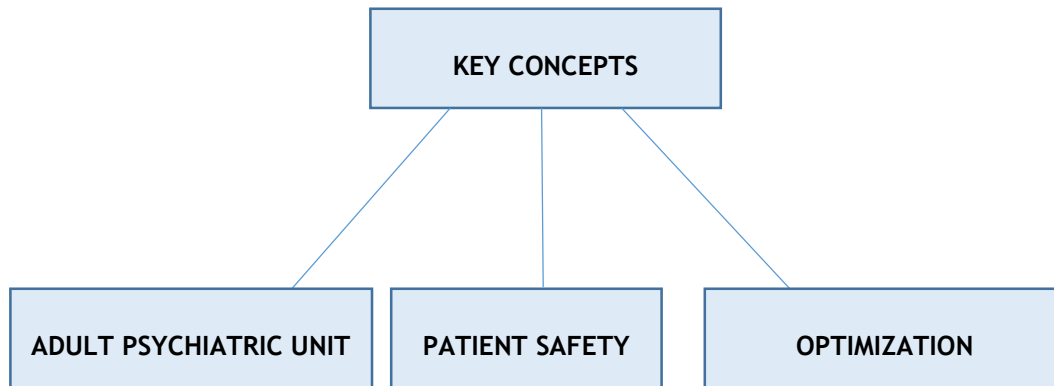 KEY CONCEPTS
ADULT PSYCHIATRIC UNIT
PATIENT SAFETY
OPTIMIZATION